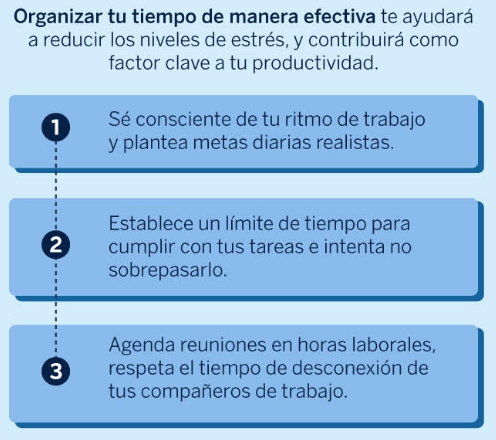 Organizar tu tiempo de manera efectiva te ayudará
a reducir los niveles de estrés, y contribuirá como
factor clave a tu productividad.
1
Sé consciente de tu ritmo de trabajo
y plantea metas diarias realistas.
2
Establece un límite de tiempo para
cumplir con tus tareas e intenta no
sobrepasarlo.
3
Agenda reuniones en horas laborales,
respeta el tiempo de desconexión de
tus compañeros de trabajo.